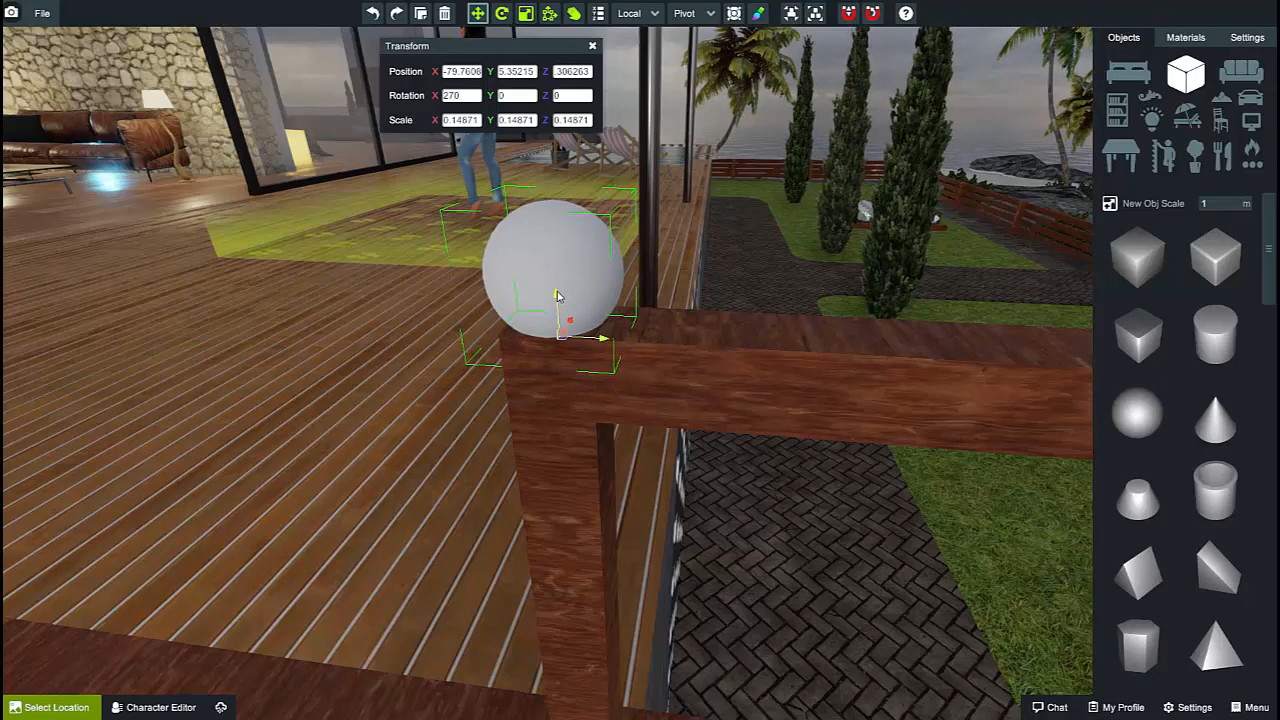 File
Local
Pivot
Transform
Position X -79.7608 Y 5.35215 Z .306263
Rotation X 270 Y 0 Z 0
Scale X 0.14871 Y 0.14871 Z 0.14871
Objects Materials Settings
New Obj Scale 1 m
Select Location
Character Editor
Chat
My Profile
Settings
Menu